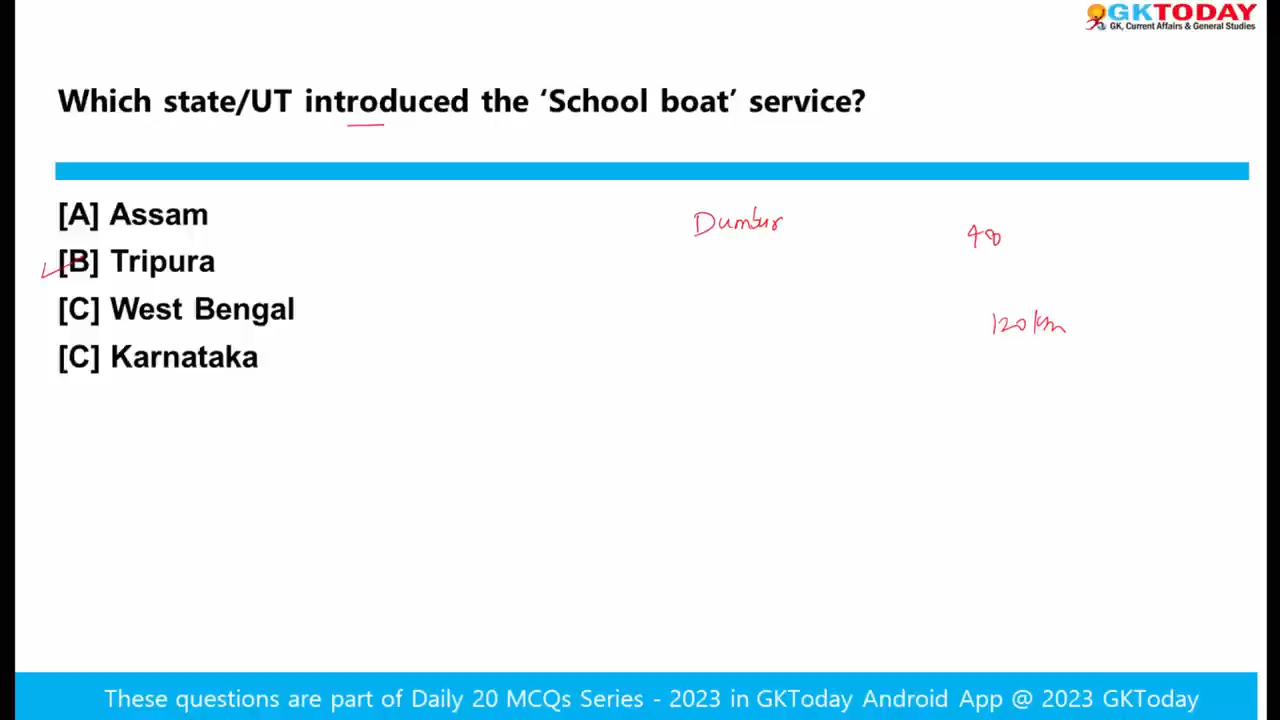 GKTODAY
GK, Current Affairs & General Studies
Which state/UT introduced the ‘School boat’ service?
[A] Assam
[B] Tripura
[C] West Bengal
[C] Karnataka
Dumbur
48
120 km
These questions are part of Daily 20 MCQs Series - 2023 in GKToday Android App @ 2023 GKToday